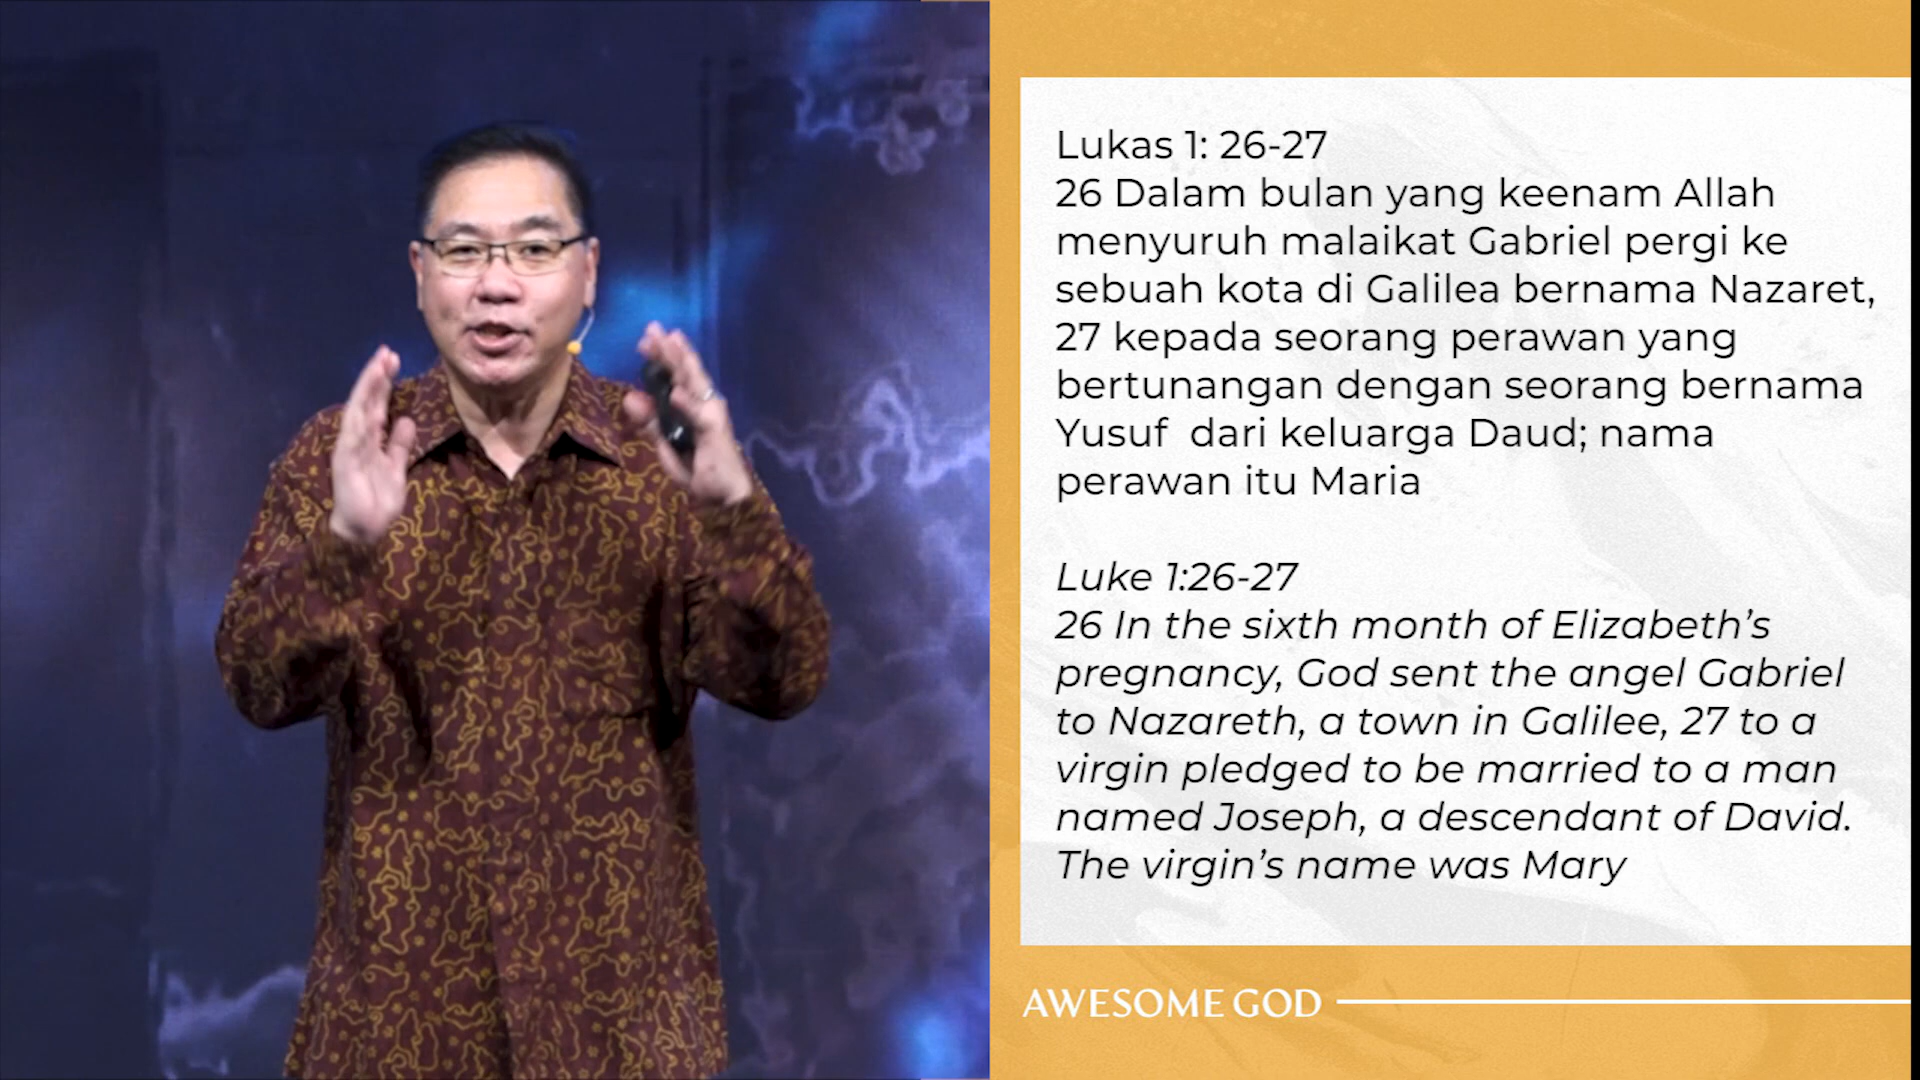 Lukas 1: 26-27
26 Dalam bulan yang keenam Allah
menyuruh malaikat Gabriel pergi ke
sebuah kota di Galilea bernama Nazaret,
27 kepada seorang perawan yang
bertunangan dengan seorang bernama
Yusuf  dari keluarga Daud; nama
perawan itu Maria
Luke 1:26-27
26 In the sixth month of Elizabeth’s
pregnancy, God sent the angel Gabriel
to Nazareth, a town in Galilee, 27 to a
virgin pledged to be married to a man
named Joseph, a descendant of David.
The virgin’s name was Mary
AWESOME GOD